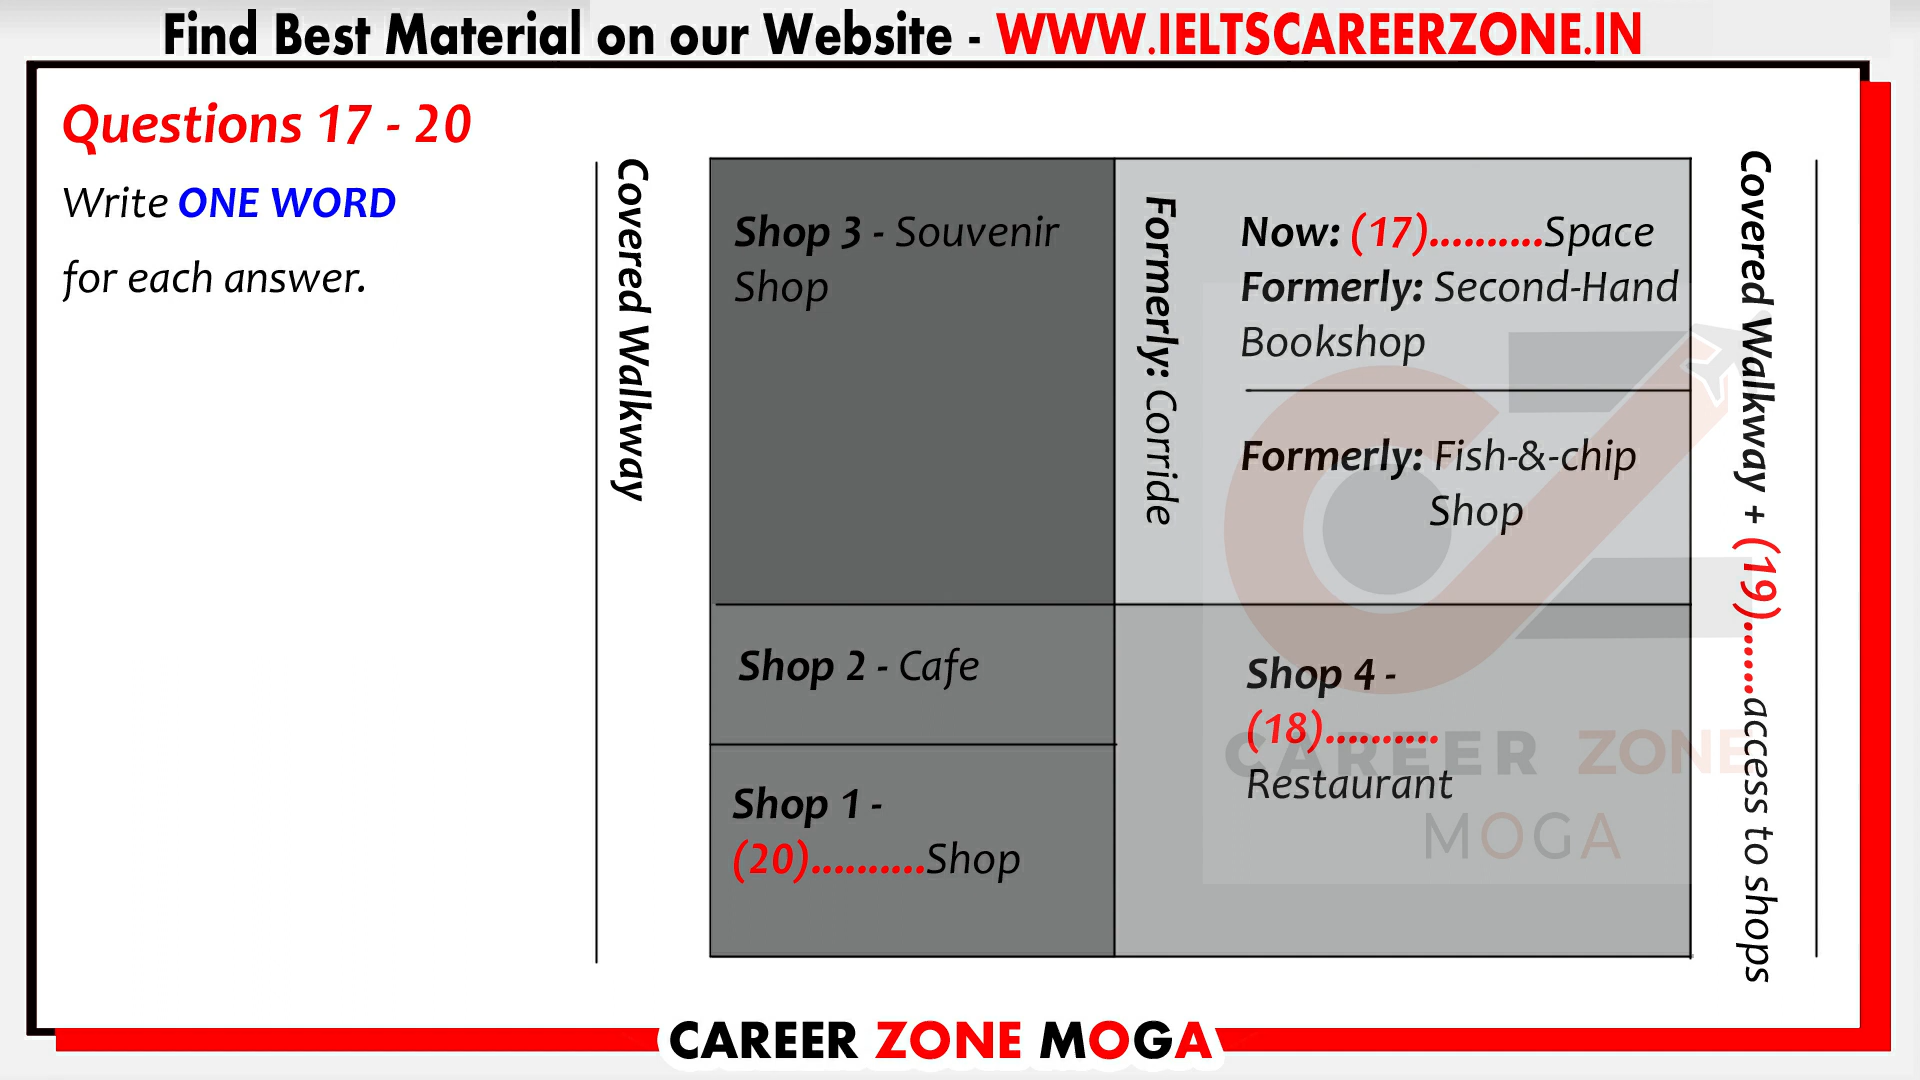 Find Best Material on our Website - WWW.IELTSCAREERZONE.IN
Questions 17 - 20
Write ONE WORD
for each answer.
Covered Walkway
Shop 3 - Souvenir
Shop
Formerly: Corride
Now: (17)..........Space
Formerly: Second-Hand
Bookshop
Formerly: Fish-&-chip
Shop
Covered Walkway + (19)......access to shops
Shop 2 - Cafe
Shop 4 -
(18)..........
Restaurant
Shop 1 -
(20)..........Shop
CAREER ZONE
MOGA
CAREER ZONE MOGA